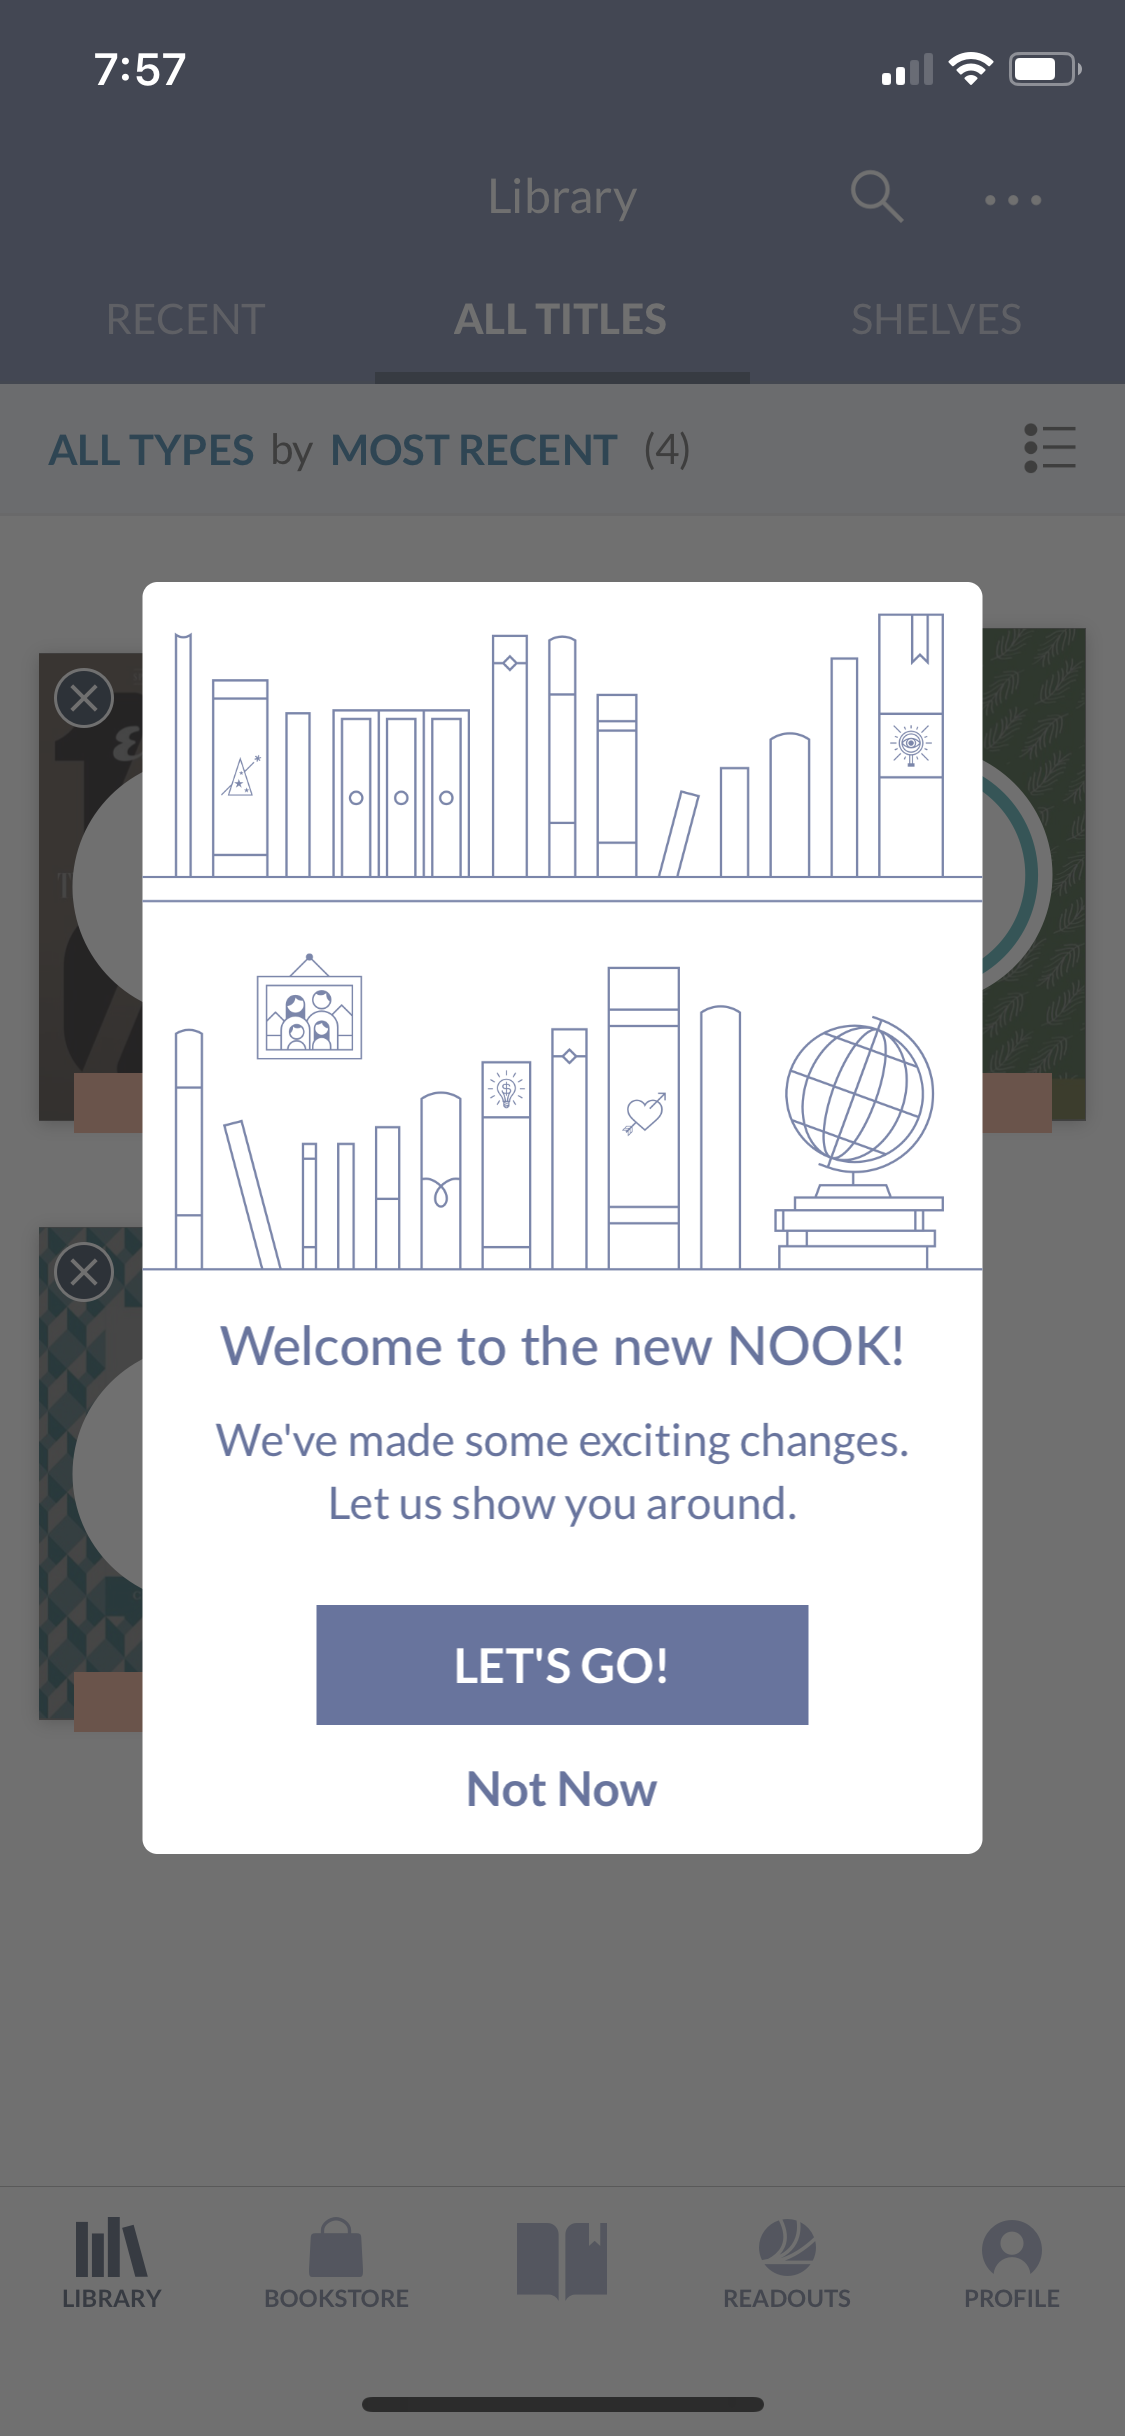 7:57
Library
RECENT ALL TITLES SHELVES
ALL TYPES by MOST RECENT (4)
Welcome to the new NOOK!
We've made some exciting changes.
Let us show you around.
LET'S GO!
Not Now
LIBRARY BOOKSTORE READOUTS PROFILE